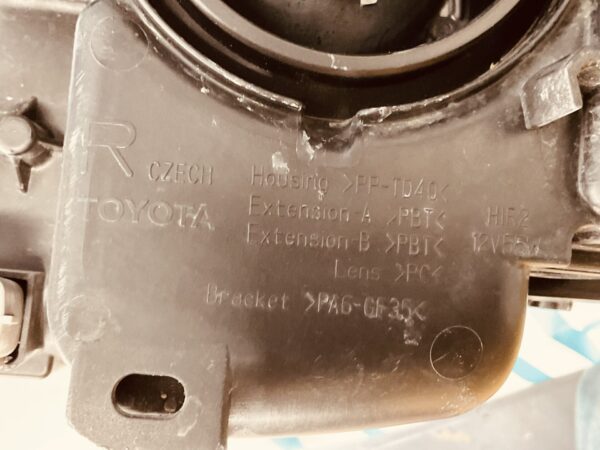 R CZECH
TOYOTA
Housing >PP-TD40<
Extension-A >PBT<
Extension-B >PBT<
Lens >PC<
Bracket >PA6-GF35<
HIR2
12V55W